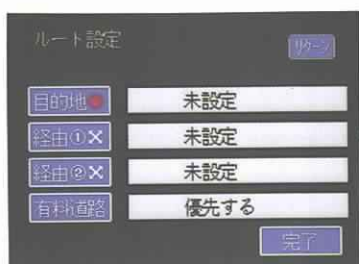 ルート設定
リターン
目的地 未設定
経由① 未設定
経由② 未設定
有料道路 優先する
完了